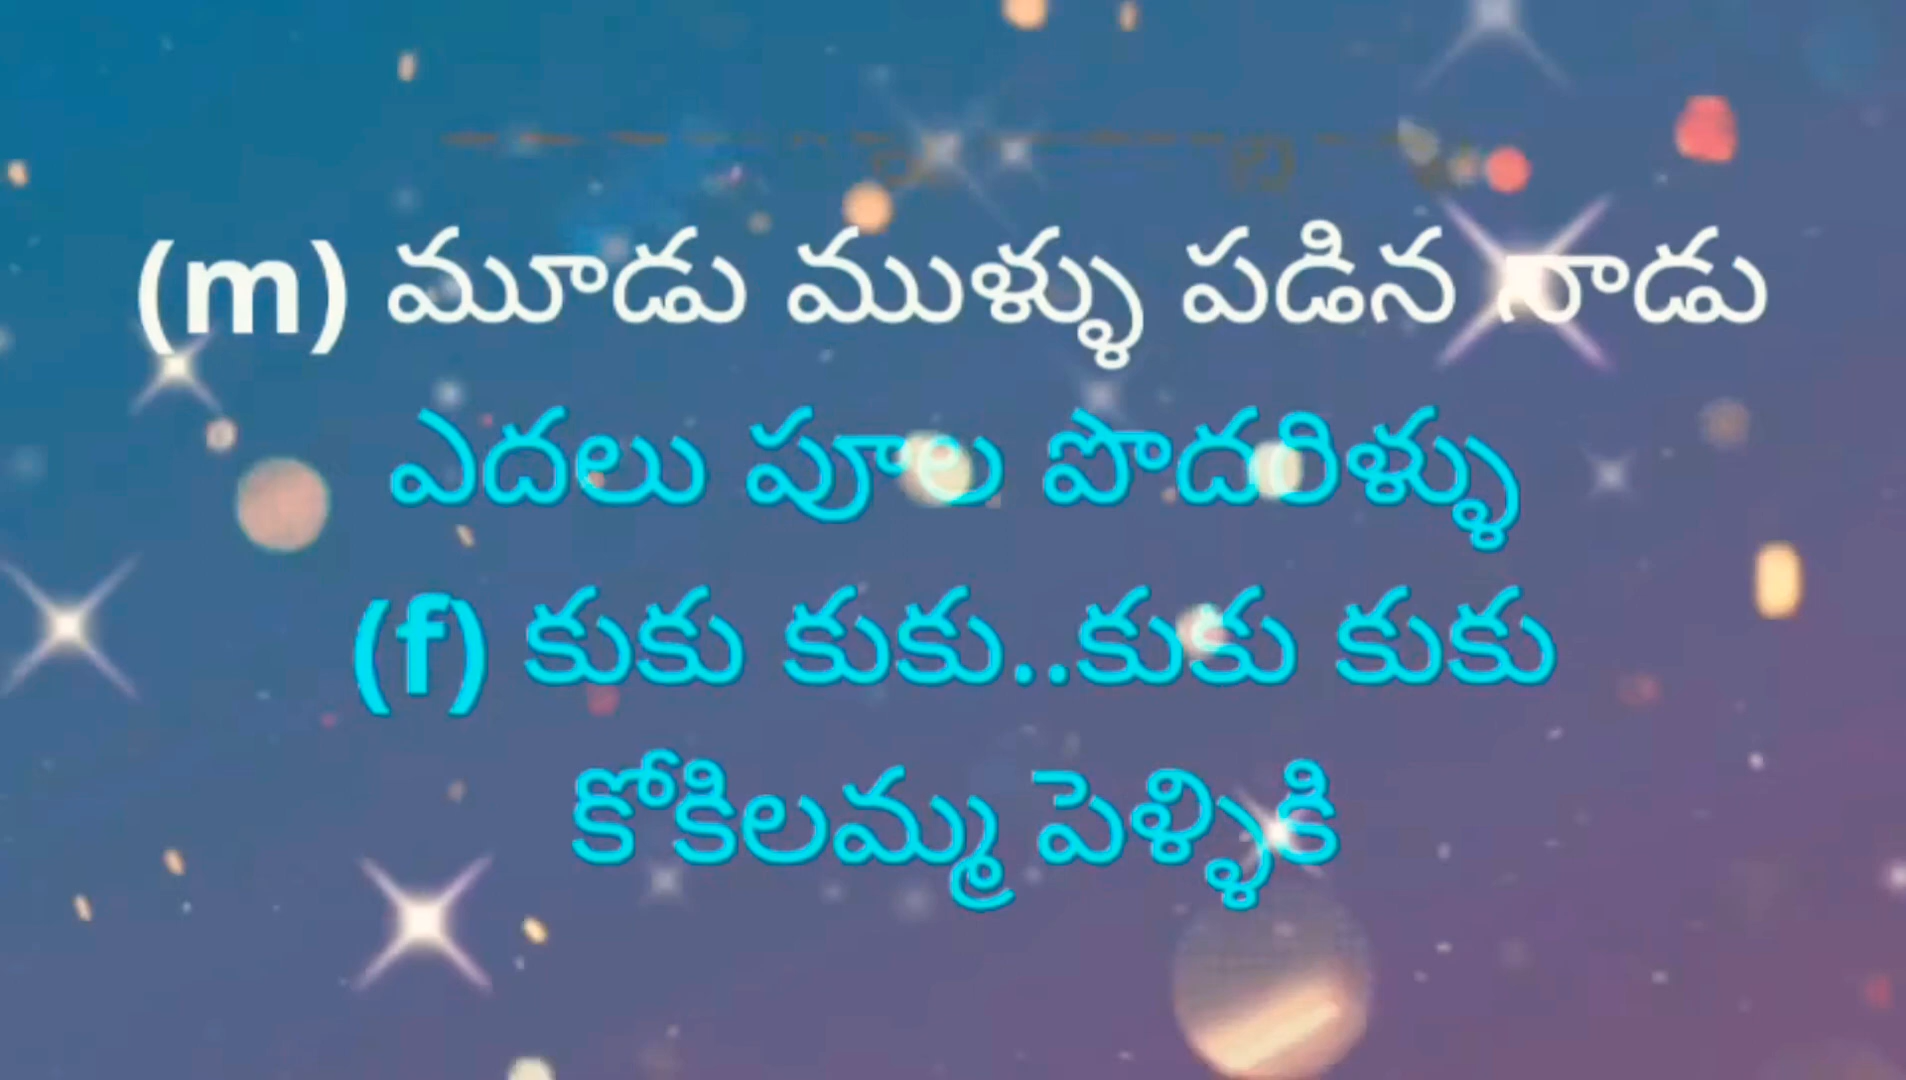 (m) మూడు ముళ్ళు పడిన నాడు
ఎదలు పూల పొదరిళ్ళు
(f) కుకు కుకు..కుకు కుకు
కోకిలమ్మ పెళ్ళికి